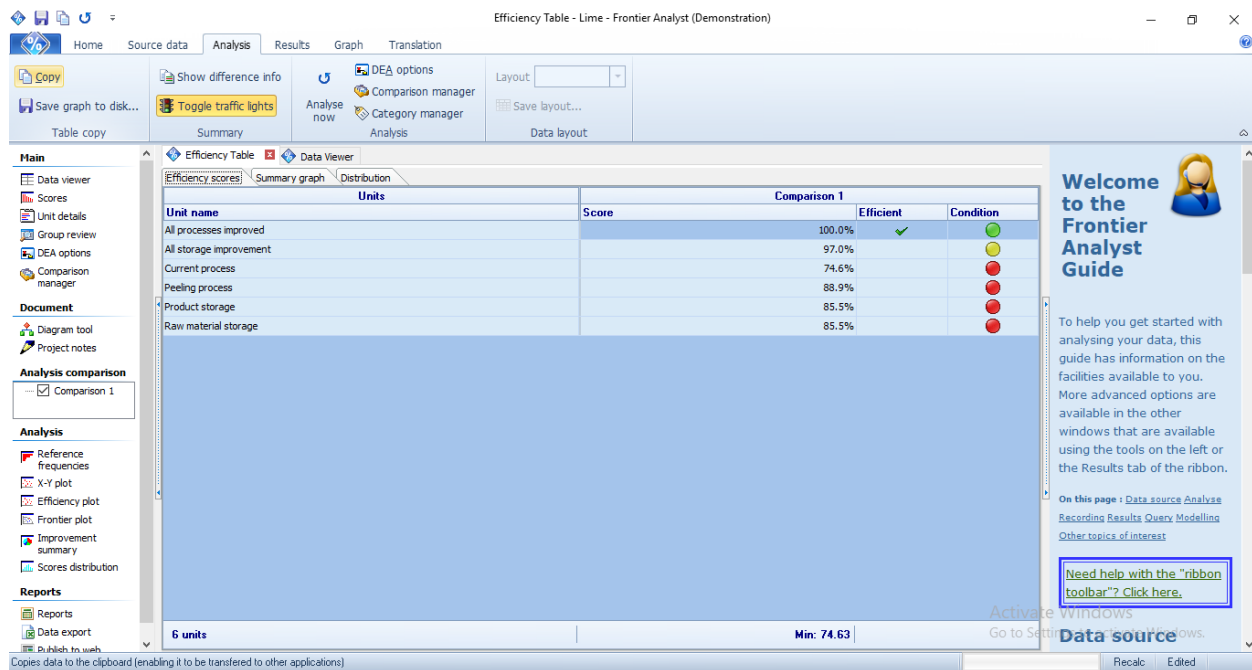 Efficiency Table - Lime - Frontier Analyst (Demonstration)
Home Source data Analysis Results Graph Translation
Copy
Save graph to disk...
Table copy
Show difference info
Toggle traffic lights
Summary
Analyse
now
DEA options
Comparison manager
Category manager
Analysis
Layout
Save layout...
Data layout
Main
Data viewer
Scores
Unit details
Group review
DEA options
Comparison
manager
Document
Diagram tool
Project notes
Analysis comparison
Comparison 1
Analysis
Reference
frequencies
X-Y plot
Efficiency plot
Frontier plot
Improvement
summary
Scores distribution
Reports
Reports
Data export
Publish to web
Efficiency Table Data Viewer
Efficiency scores Summary graph Distribution
Units Comparison 1
Unit name Score Efficient Condition
All processes improved 100.0%
All storage improvement 97.0%
Current process 74.6%
Peeling process 88.9%
Product storage 85.5%
Raw material storage 85.5%
6 units Min: 74.63
Welcome
to the
Frontier
Analyst
Guide
To help you get started with
analysing your data, this
guide has information on the
facilities available to you.
More advanced options are
available in the other
windows that are available
using the tools on the left or
the Results tab of the ribbon.
On this page : Data source Analyse
Recording Results Query Modelling
Other topics of interest
Need help with the "ribbon
toolbar"? Click here.
Activate Windows
Go to Settings to activate Windows.
Data source
Copies data to the clipboard (enabling it to be transfered to other applications)
Recalc Edited